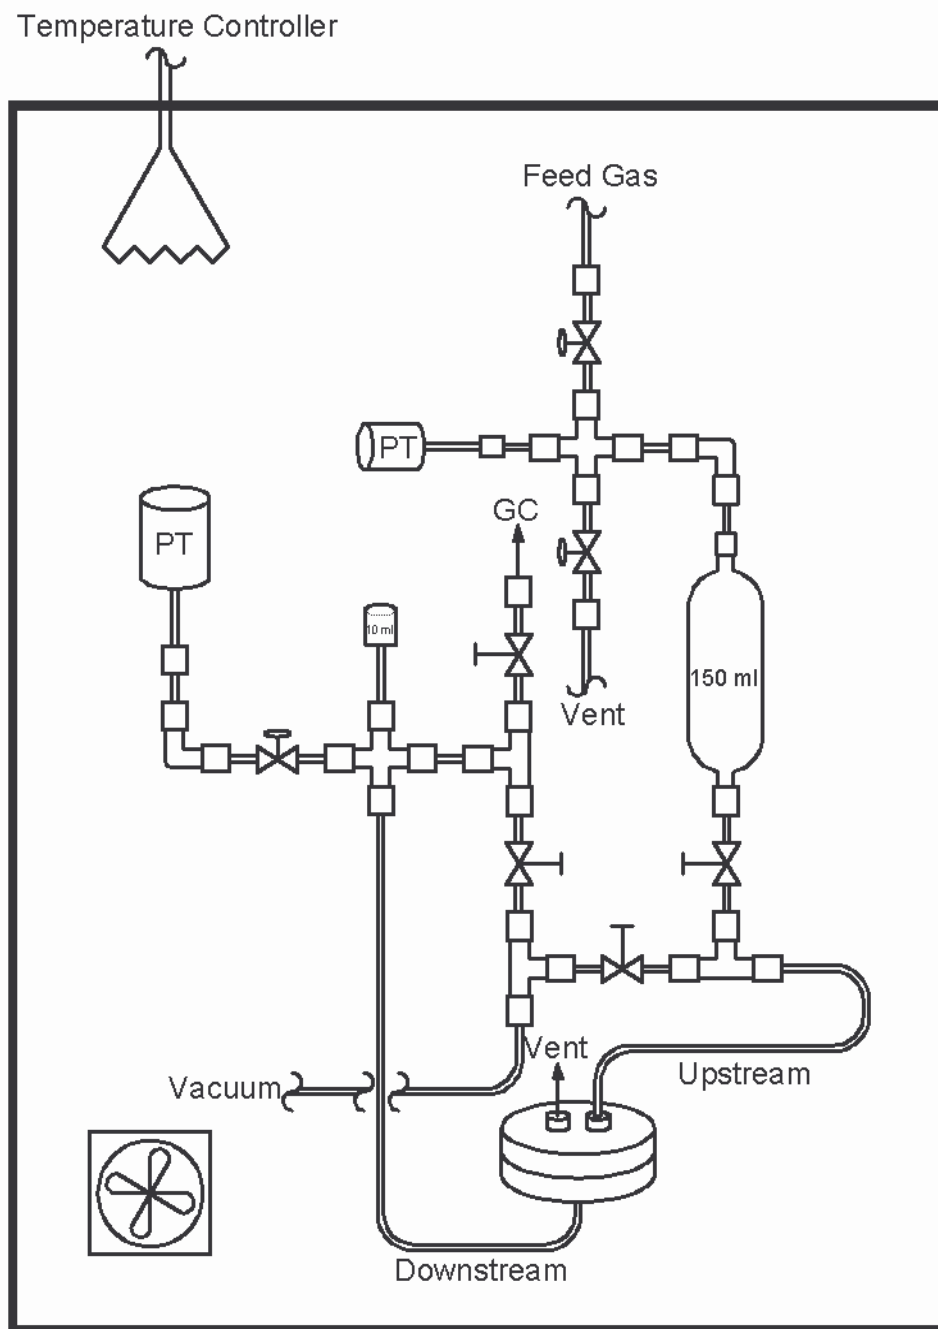 Temperature Controller
Feed Gas
PT
GC
PT
10 ml
150 ml
Vent
Vent
Vacuum
Upstream
Downstream